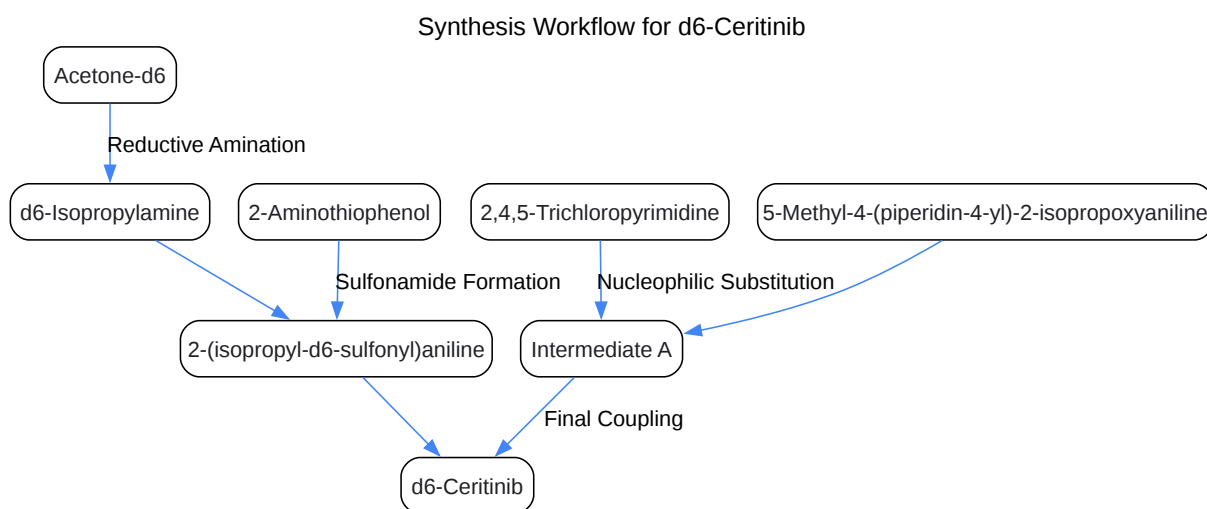 Synthesis Workflow for d6-Ceritinib
Acetone-d6
Reductive Amination
d6-Isopropylamine
2-Aminothiophenol
2,4,5-Trichloropyrimidine
5-Methyl-4-(piperidin-4-yl)-2-isopropoxyaniline
Sulfonamide Formation
Nucleophilic Substitution
2-(isopropyl-d6-sulfonyl)aniline
Intermediate A
Final Coupling
d6-Ceritinib